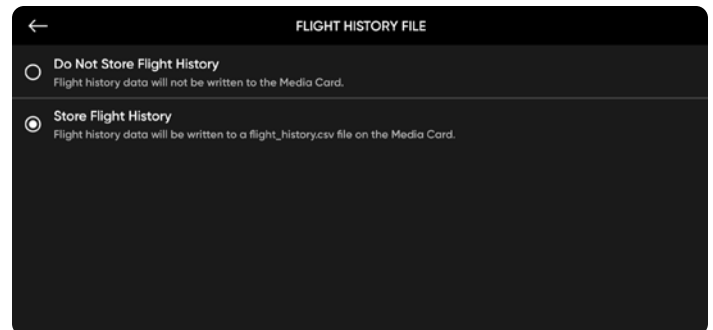 FLIGHT HISTORY FILE
Do Not Store Flight History
Flight history data will not be written to the Media Card.
Store Flight History
Flight history data will be written to a flight_history.csv file on the Media Card.